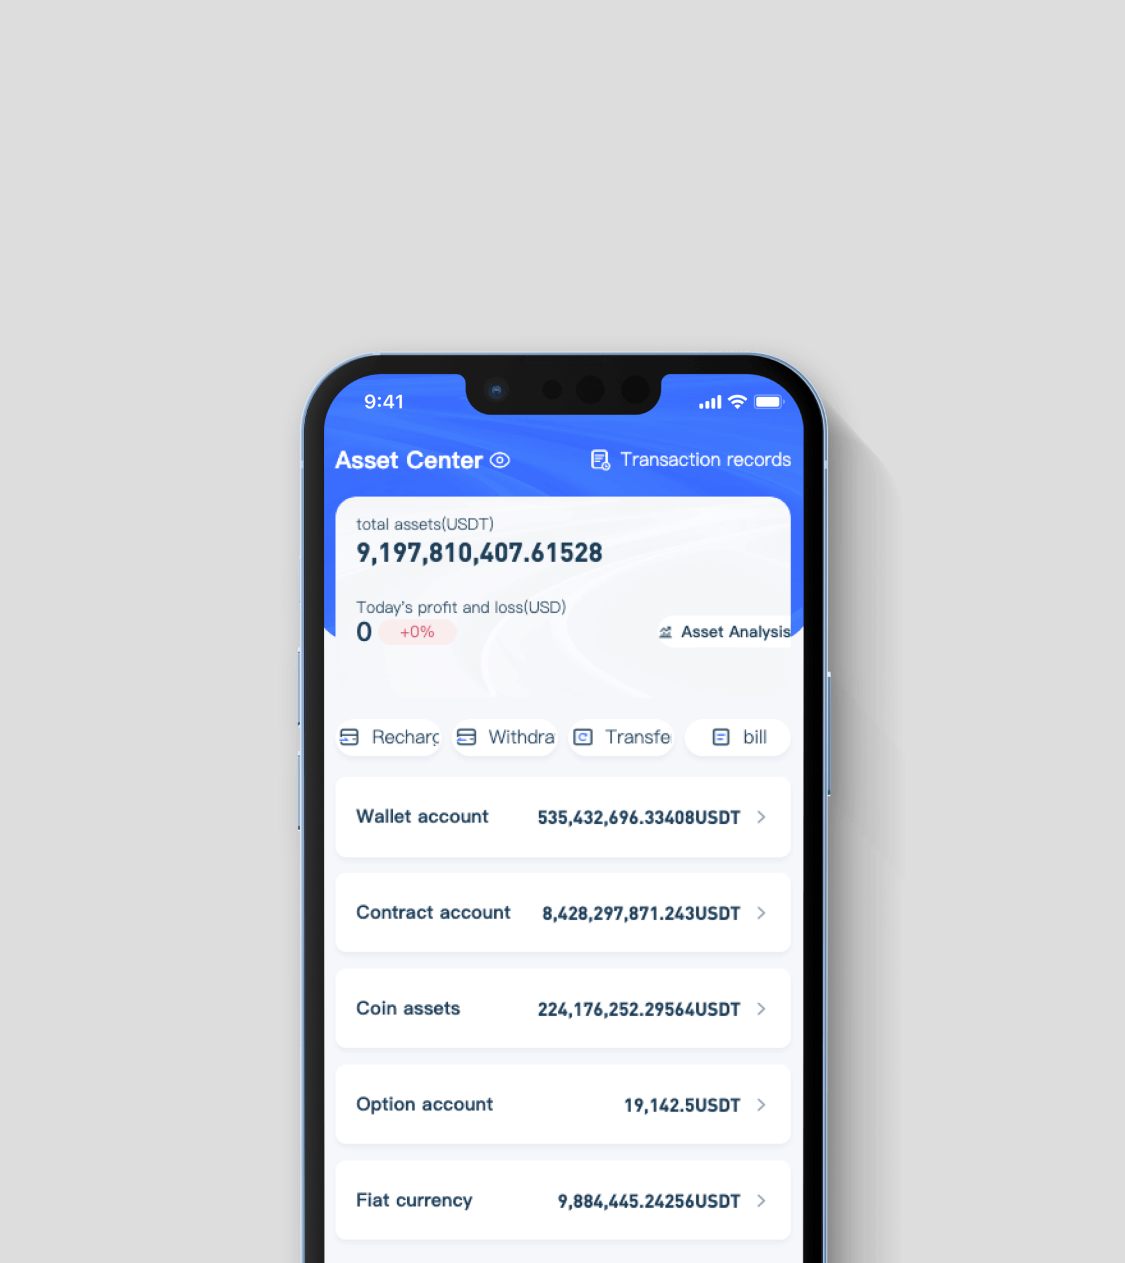 9:41
Asset Center
Transaction records
total assets(USDT)
9,197,810,407.61528
Today's profit and loss(USD)
0 +0%
Asset Analysis
Recharg Withdra Transfe bill
Wallet account 535,432,696.33408USDT
Contract account 8,428,297,871.243USDT
Coin assets 224,176,252.29564USDT
Option account 19,142.5USDT
Fiat currency 9,884,445.24256USDT